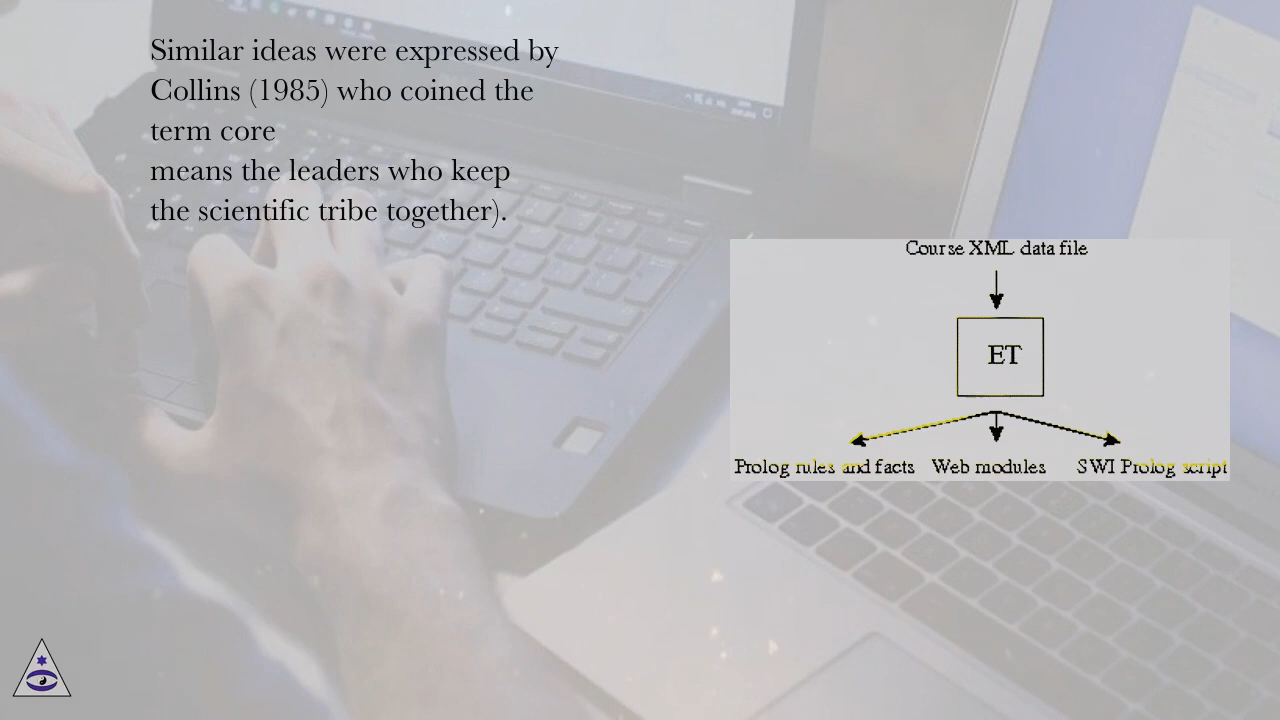 Similar ideas were expressed by
Collins (1985) who coined the
term core
means the leaders who keep
the scientific tribe together).
Course XML data file
ET
Prolog rules and facts Web modules SWI Prolog script